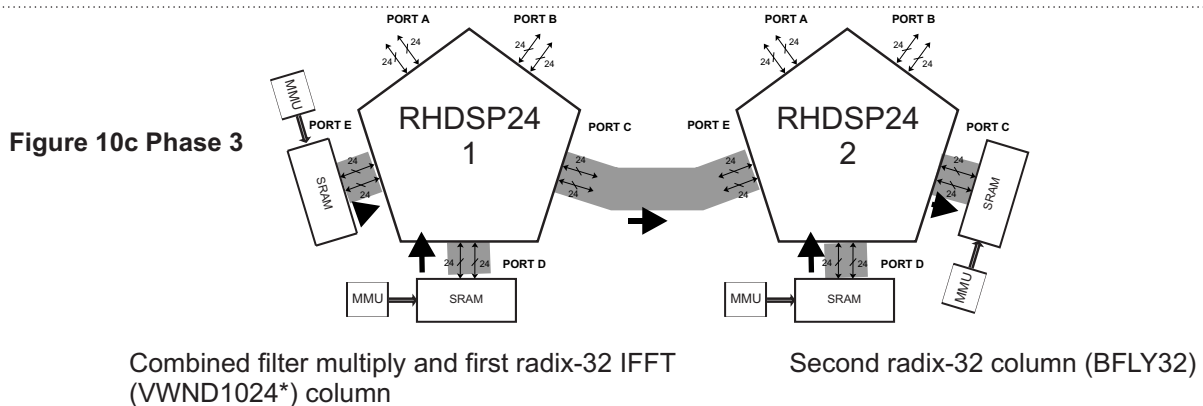 PORT A
PORT B
PORT A
PORT B
24
24
24
24
24
24
24
24
MMU
PORT E
RHDSP24
1
PORT C
PORT E
RHDSP24
2
PORT C
Figure 10c Phase 3
SRAM
24
24
24
24
24
24
24
24
SRAM
24
24
PORT D
24
24
PORT D
MMU
SRAM
MMU
SRAM
MMU
Combined filter multiply and first radix-32 IFFT
(VWND1024*) column
Second radix-32 column (BFLY32)